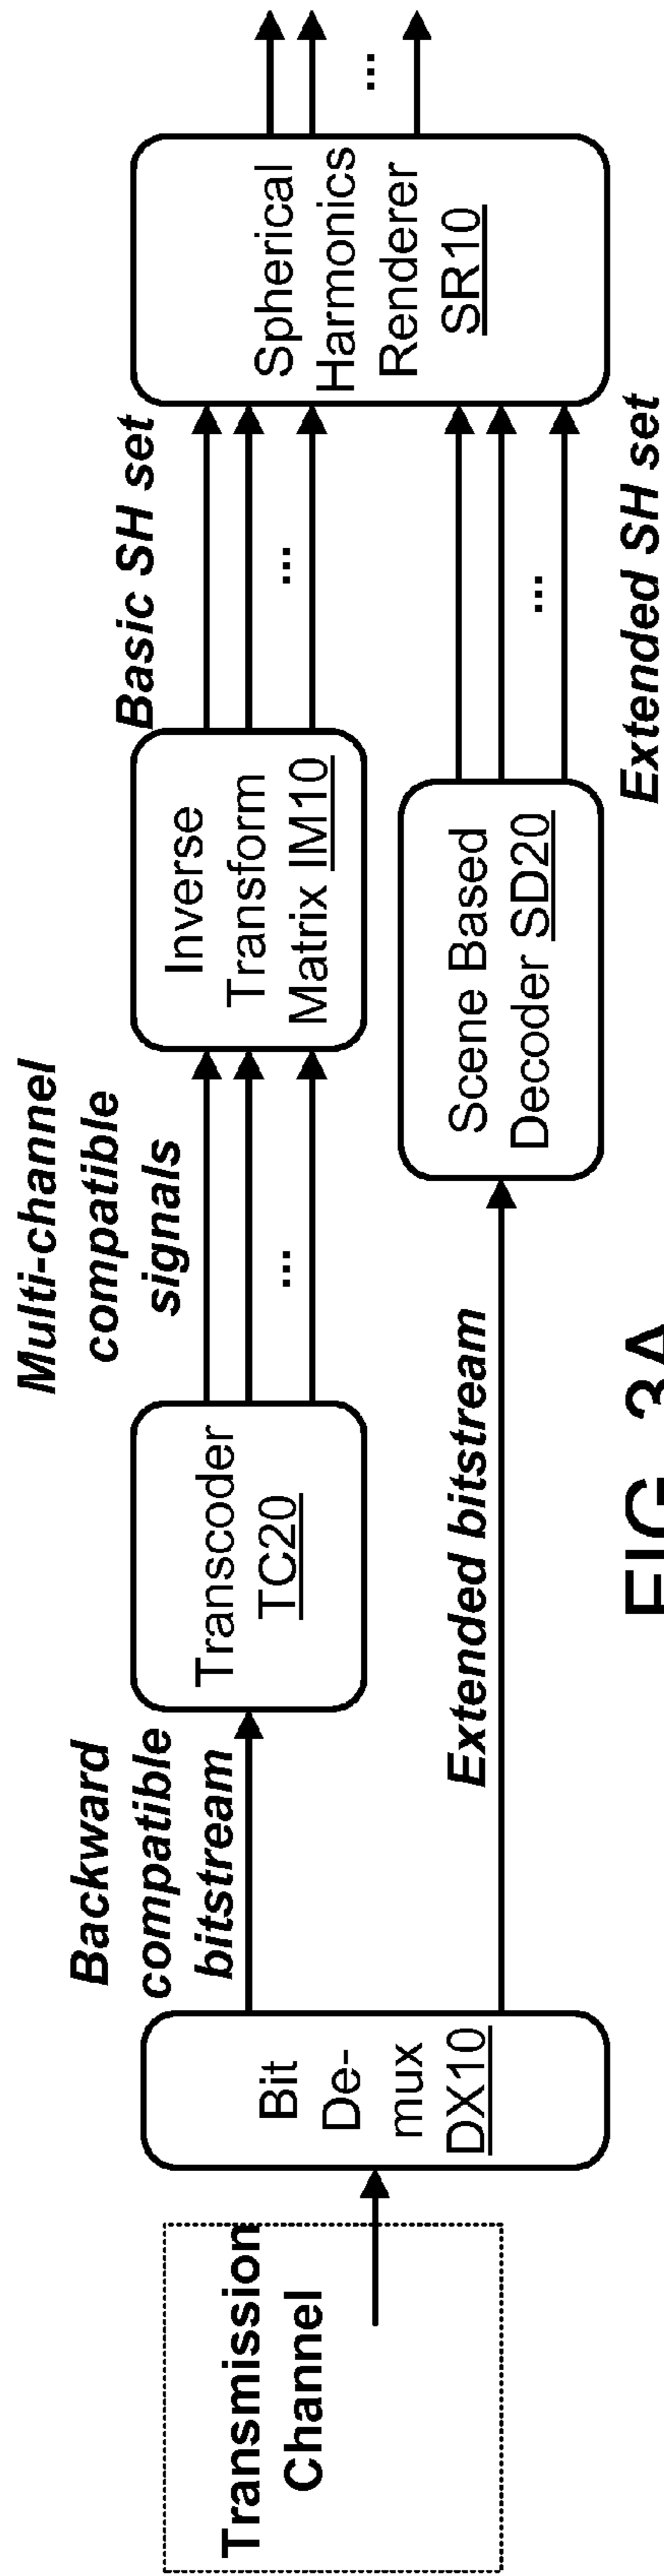 Transmission
Channel
Bit
De-
mux
DX10
Backward
compatible
bitstream
Transcoder
TC20
Multi-channel
compatible
signals
...
Inverse
Transform
Matrix IM10
Basic SH set
...
Extended bitstream
Scene Based
Decoder SD20
...
Extended SH set
Spherical
Harmonics
Renderer
SR10
...
FIG. 3A